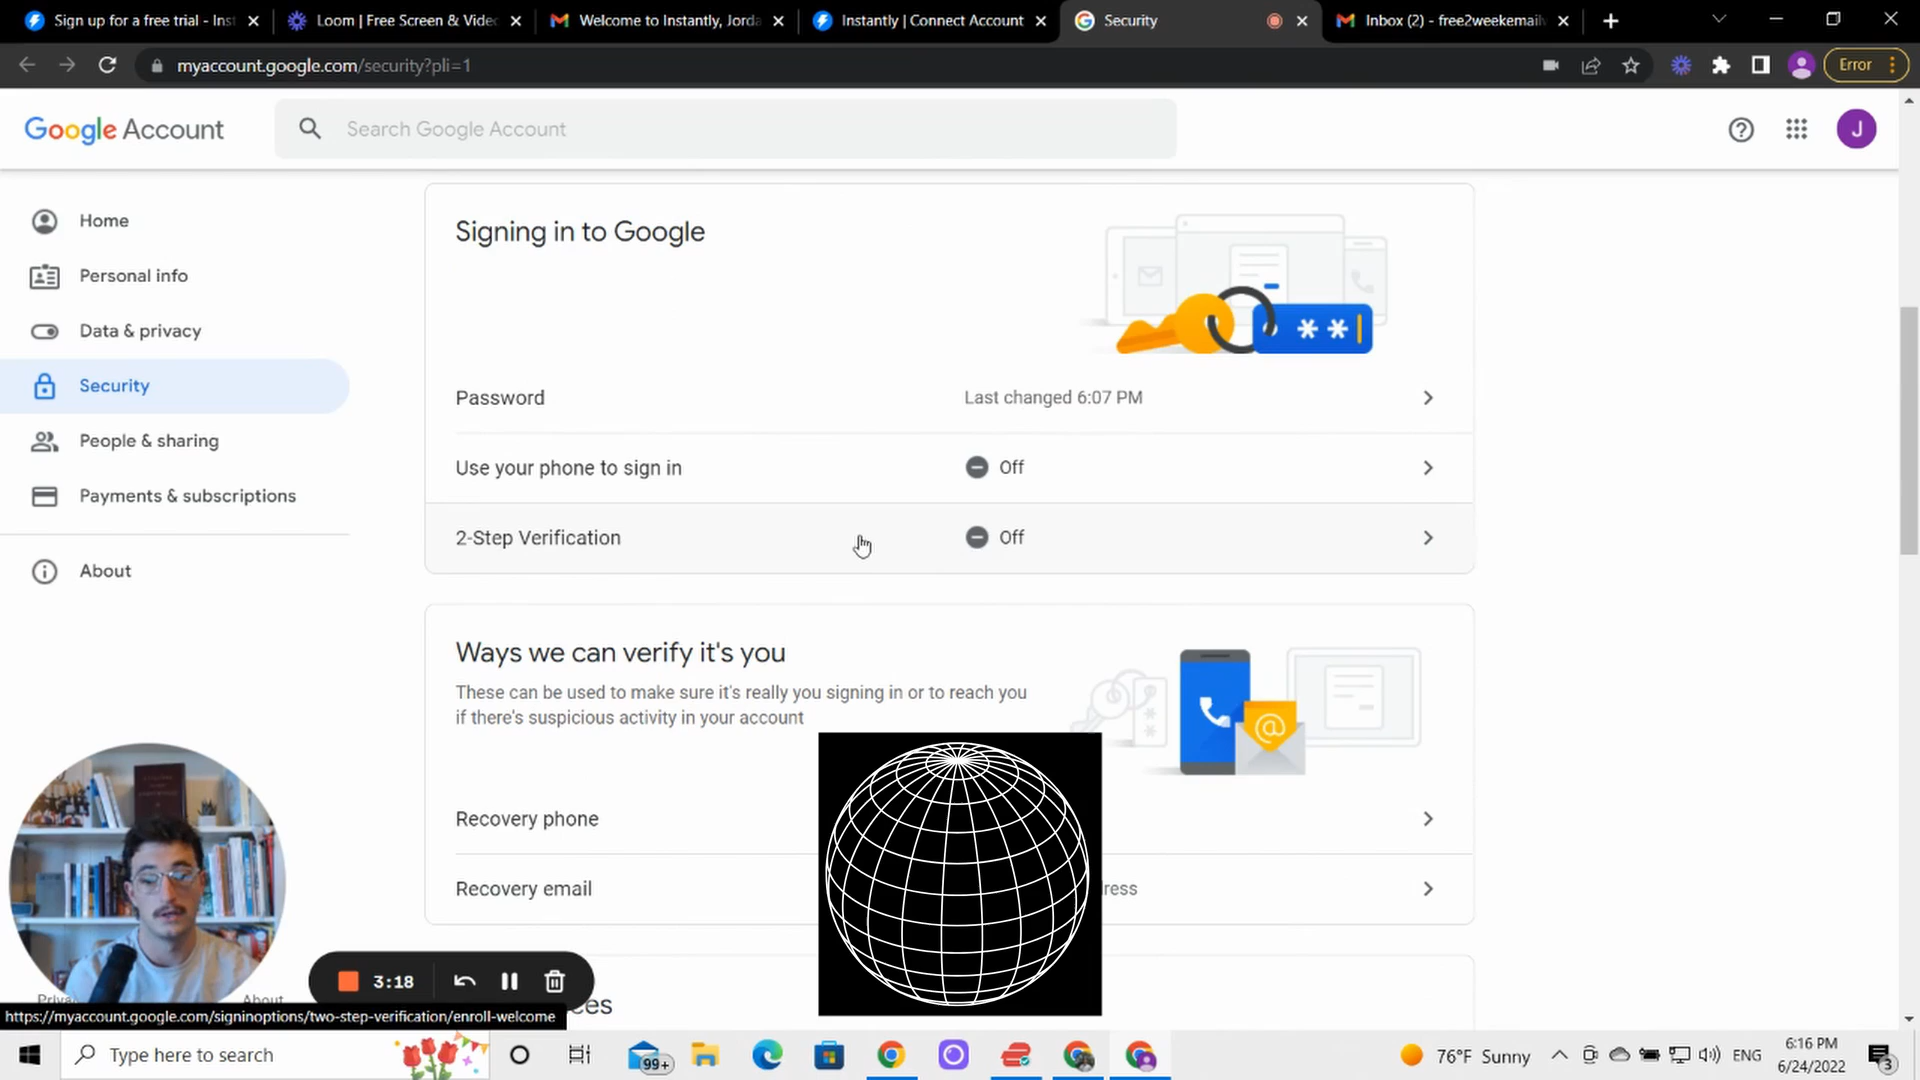 Sign up for a free trial - Inst
Loom | Free Screen & Video
Welcome to Instantly, Jorda
Instantly | Connect Account
Security
Inbox (2) - free2weekemail
myaccount.google.com/security?pli=1
Error
Google Account
Search Google Account
J
Home
Personal info
Data & privacy
Security
People & sharing
Payments & subscriptions
About
Signing in to Google
**
Password
Last changed 6:07 PM
Use your phone to sign in
Off
2-Step Verification
Off
Ways we can verify it's you
These can be used to make sure it's really you signing in or to reach you
if there's suspicious activity in your account
Recovery phone
Recovery email
ress
3:18
About
ces
https://myaccount.google.com/signinoptions/two-step-verification/enroll-welcome
Type here to search
99+
76°F Sunny
ENG
6:16 PM
6/24/2022
3